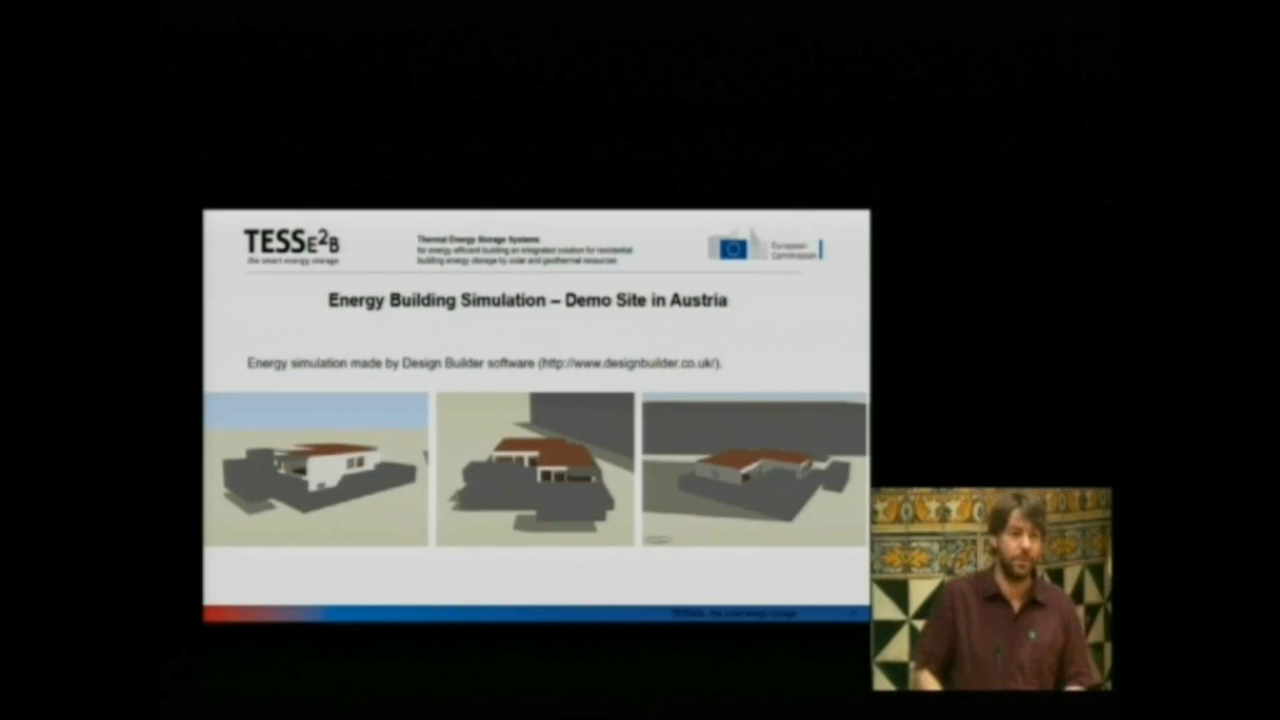 TESSE2B
the smart energy storage
Thermal Energy Storage Systems
for energy efficient building an integrated solution for residential
building energy storage by solar and geothermal resources
European
Commission
Energy Building Simulation – Demo Site in Austria
Energy simulation made by Design Builder software (http://www.designbuilder.co.uk/).